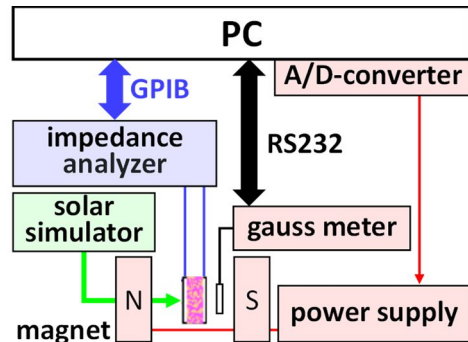 PC
A/D-converter
GPIB
RS232
impedance
analyzer
solar
simulator
gauss meter
N
S
magnet
power supply